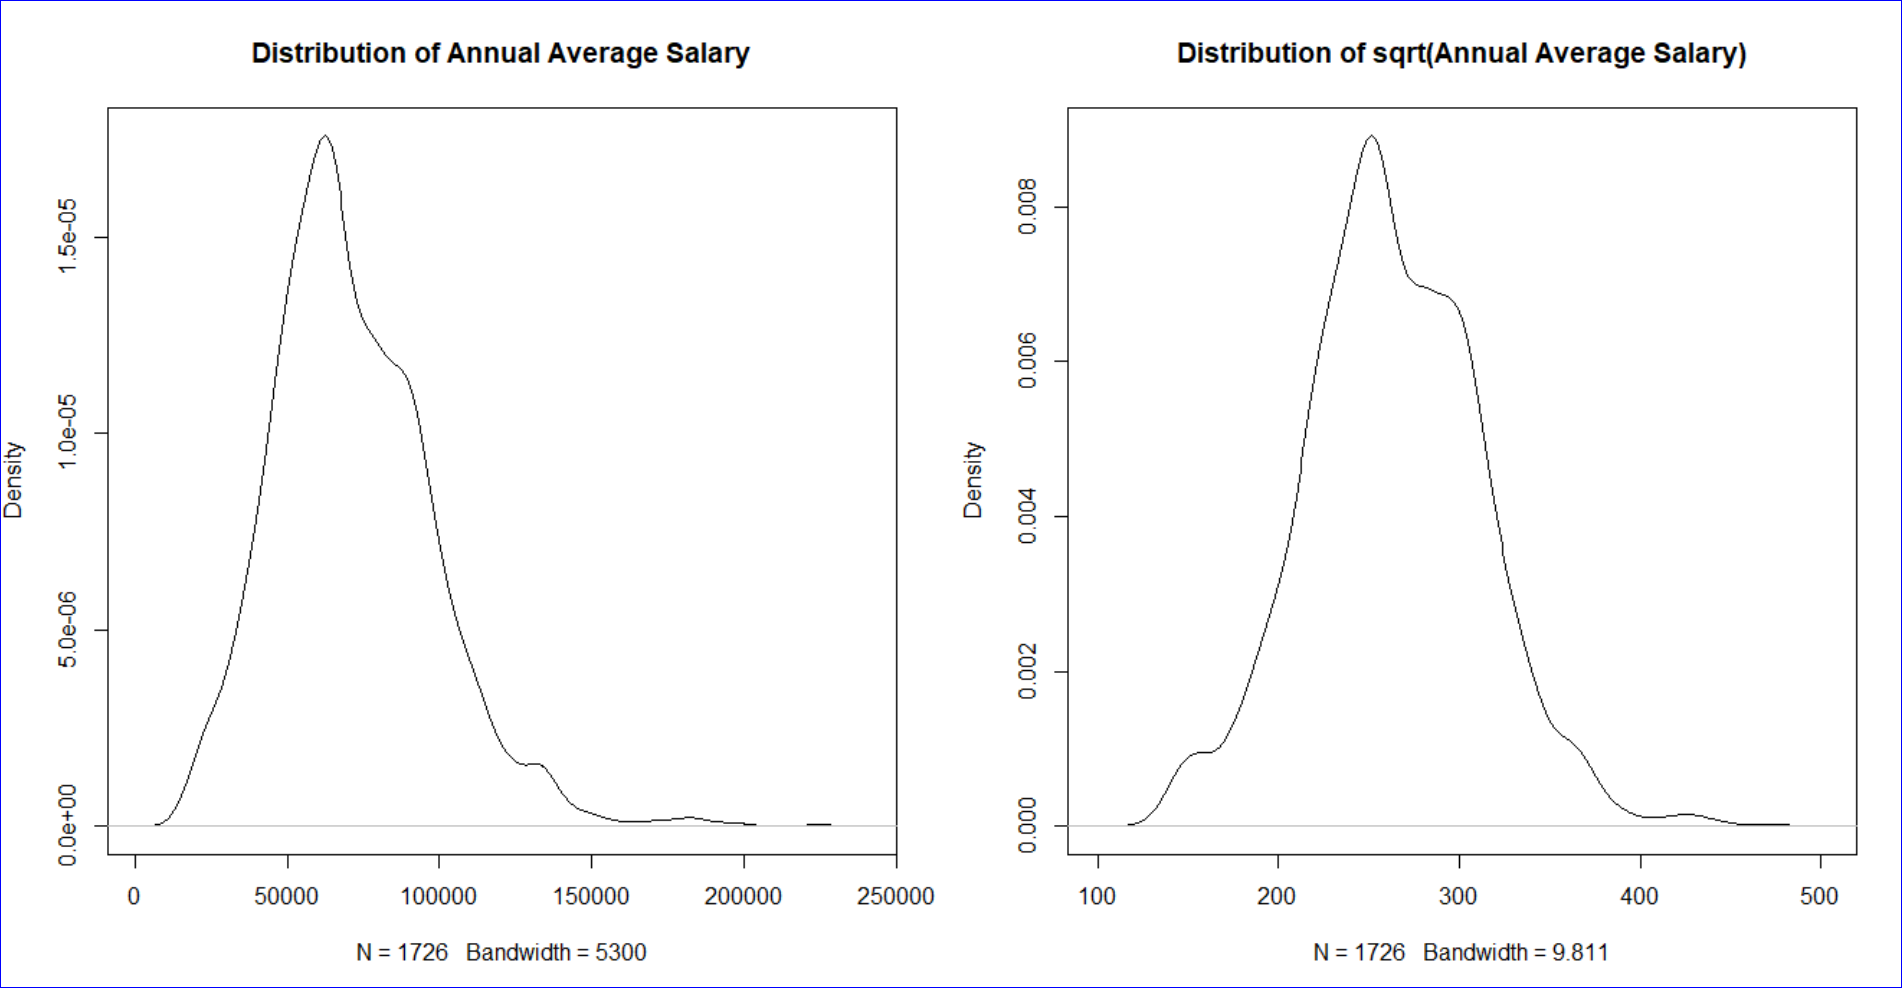 Distribution of Annual Average Salary
Density
1.5e-05
1.0e-05
5.0e-06
0.0e+00
0 50000 100000 150000 200000 250000
N = 1726 Bandwidth = 5300
Distribution of sqrt(Annual Average Salary)
Density
0.008
0.006
0.004
0.002
0.000
100 200 300 400 500
N = 1726 Bandwidth = 9.811